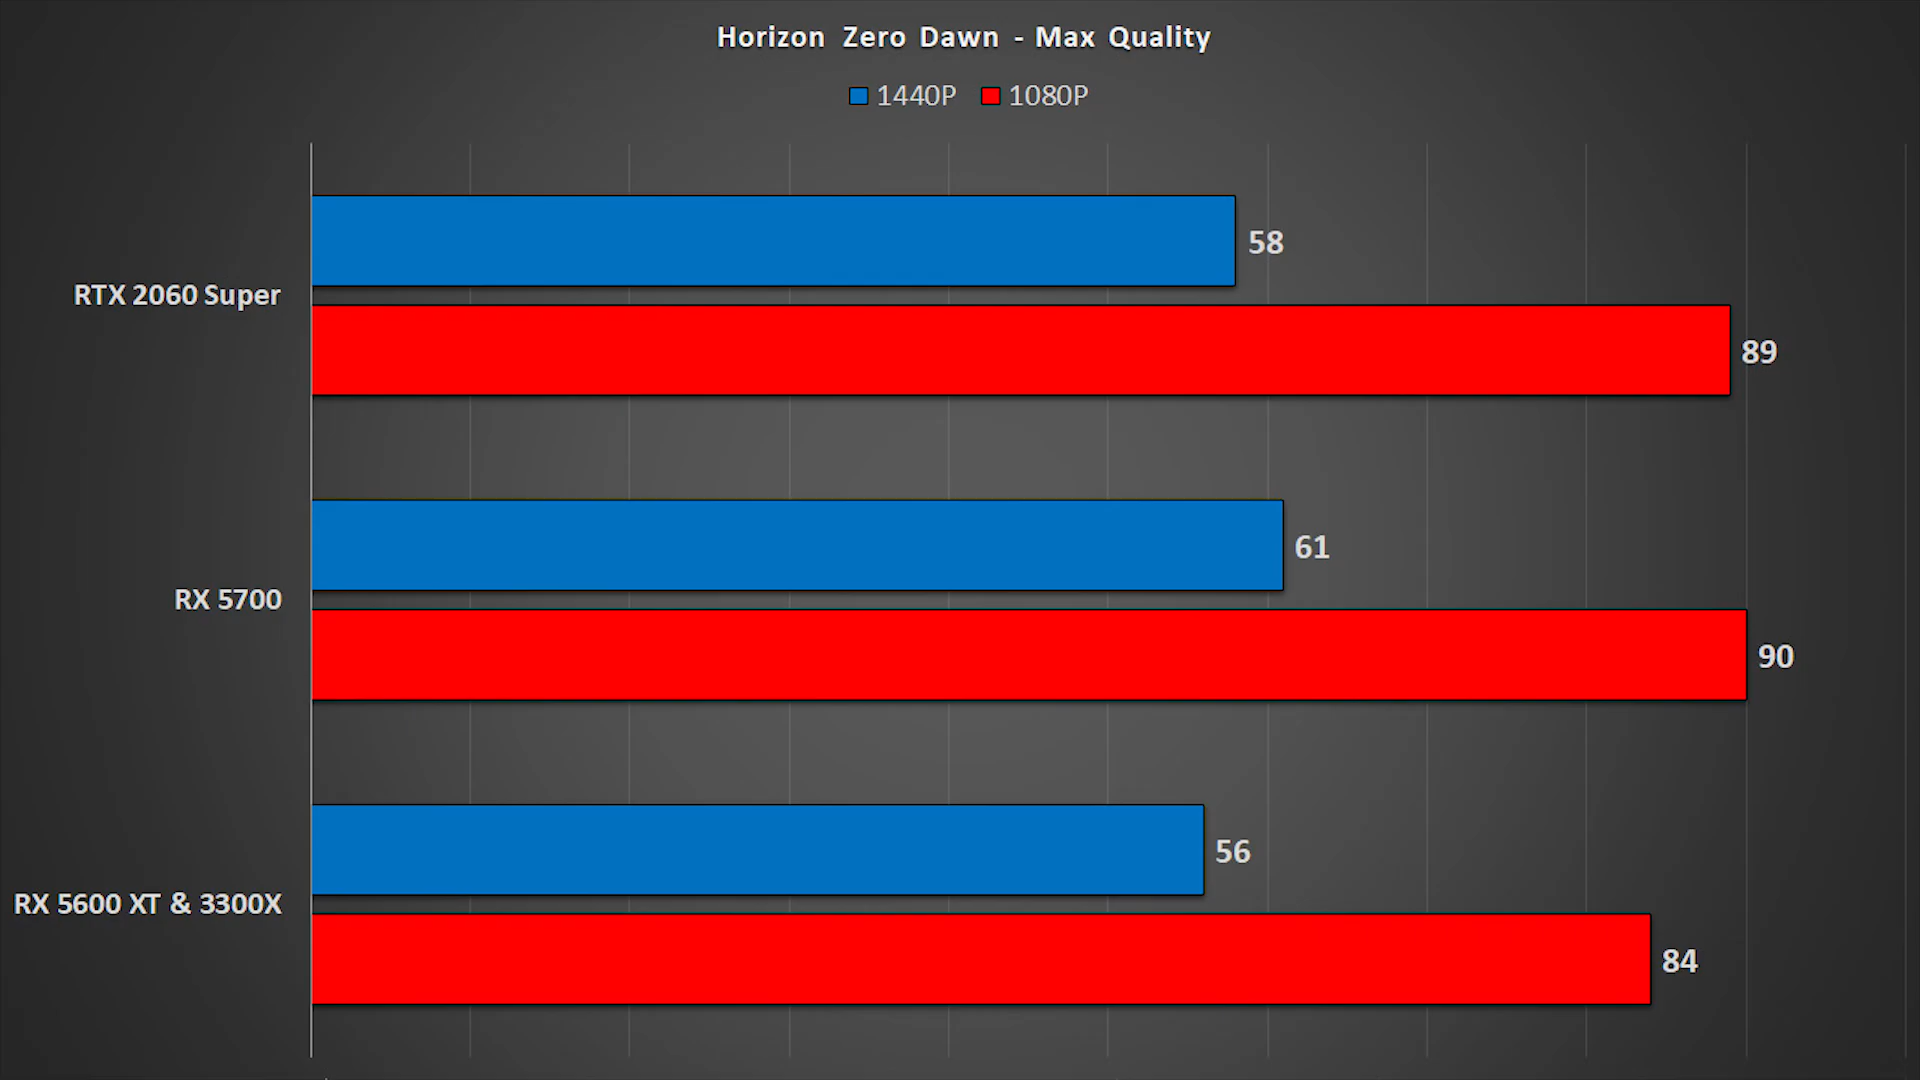 Horizon Zero Dawn - Max Quality
1440P 1080P
RTX 2060 Super
58
89
RX 5700
61
90
RX 5600 XT & 3300X
56
84